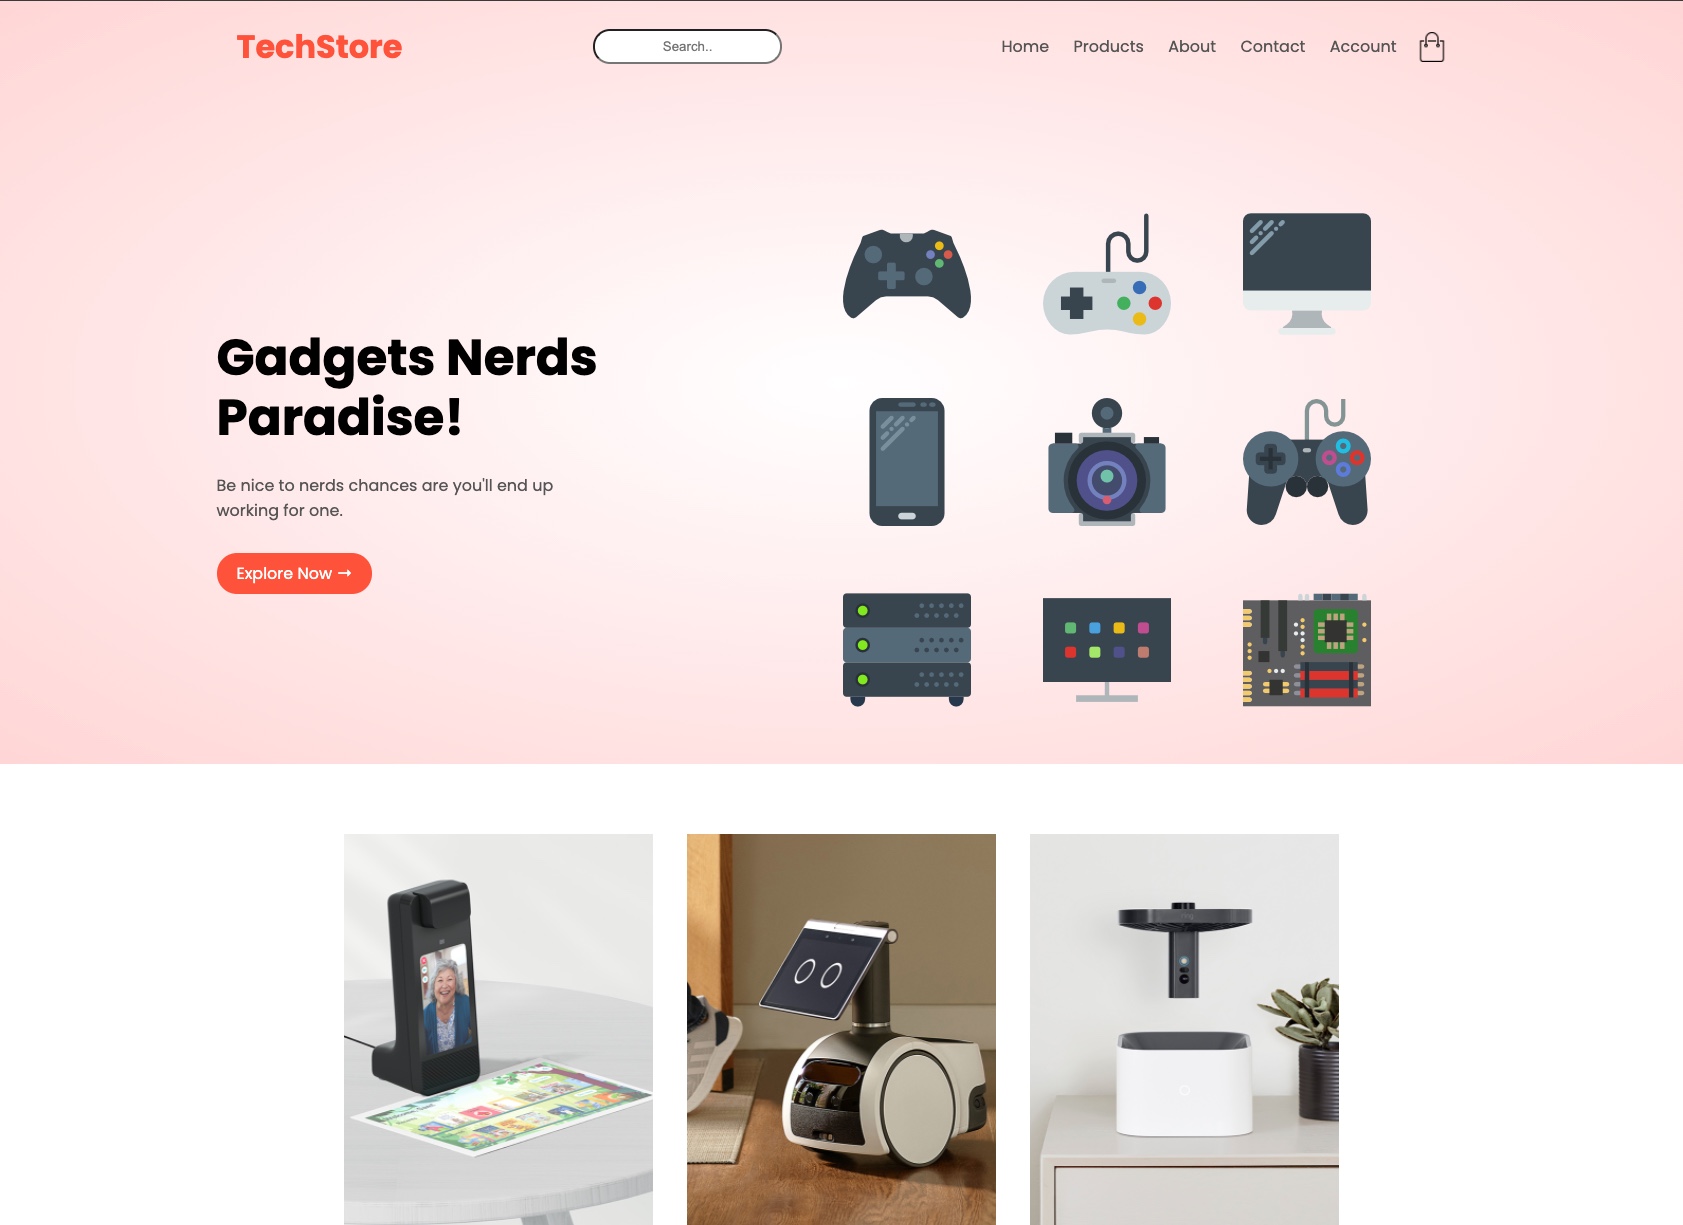 TechStore
Search..
Home Products About Contact Account
Gadgets Nerds
Paradise!
Be nice to nerds chances are you'll end up
working for one.
Explore Now →
ring